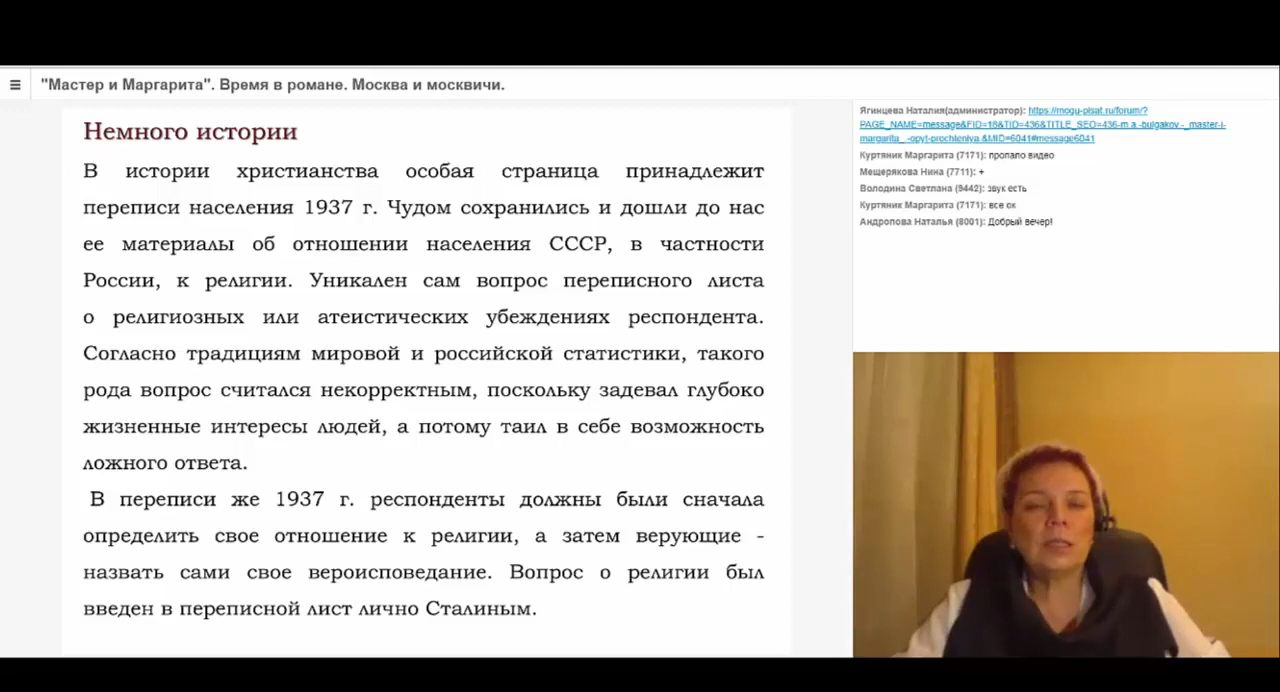 "Мастер и Маргарита". Время в романе. Москва и москвичи.
Немного истории
В истории христианства особая страница принадлежит
переписи населения 1937 г. Чудом сохранились и дошли до нас
ее материалы об отношении населения СССР, в частности
России, к религии. Уникален сам вопрос переписного листа
о религиозных или атеистических убеждениях респондента.
Согласно традициям мировой и российской статистики, такого
рода вопрос считался некорректным, поскольку задевал глубоко
жизненные интересы людей, а потому таил в себе возможность
ложного ответа.
В переписи же 1937 г. респонденты должны были сначала
определить свое отношение к религии, а затем верующие -
назвать сами свое вероисповедание. Вопрос о религии был
введен в переписной лист лично Сталиным.
Ягинцева Наталия(администратор): https://mogu-pisat.ru/forum/?
PAGE_NAME=message&FID=18&TID=436&TITLE_SEO=436-m.a.-bulgakov.-_master-i-
margarita_.-opyt-prochteniya.&MID=6041#message6041
Куртяник Маргарита (7171): пропало видео
Мещерякова Нина (7711): +
Володина Светлана (9442): звук есть
Куртяник Маргарита (7171): все ок
Андропова Наталья (8001): Добрый вечер!